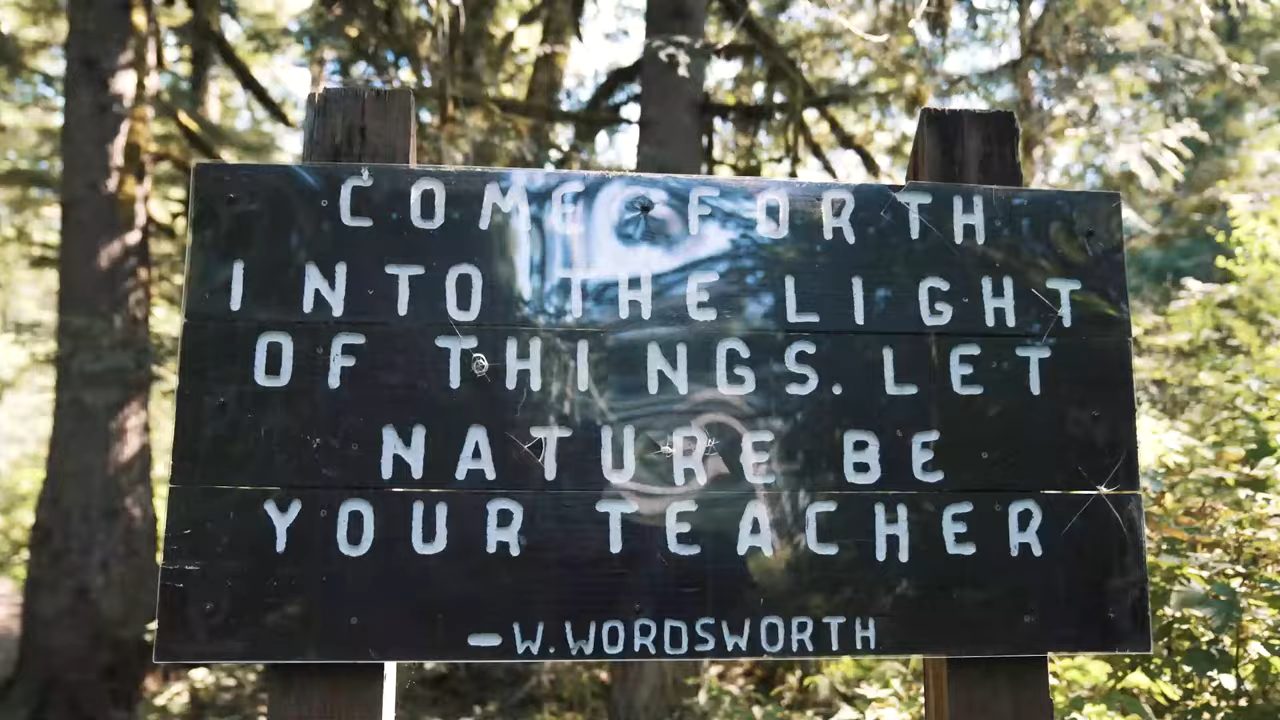 COME FORTH
INTO THE LIGHT
OF THINGS. LET
NATURE BE
YOUR TEACHER
—W.WORDSWORTH